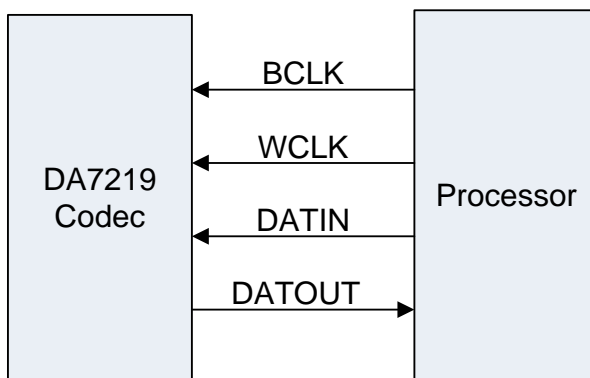 DA7219
Codec
BCLK
WCLK
DATIN
DATOUT
Processor